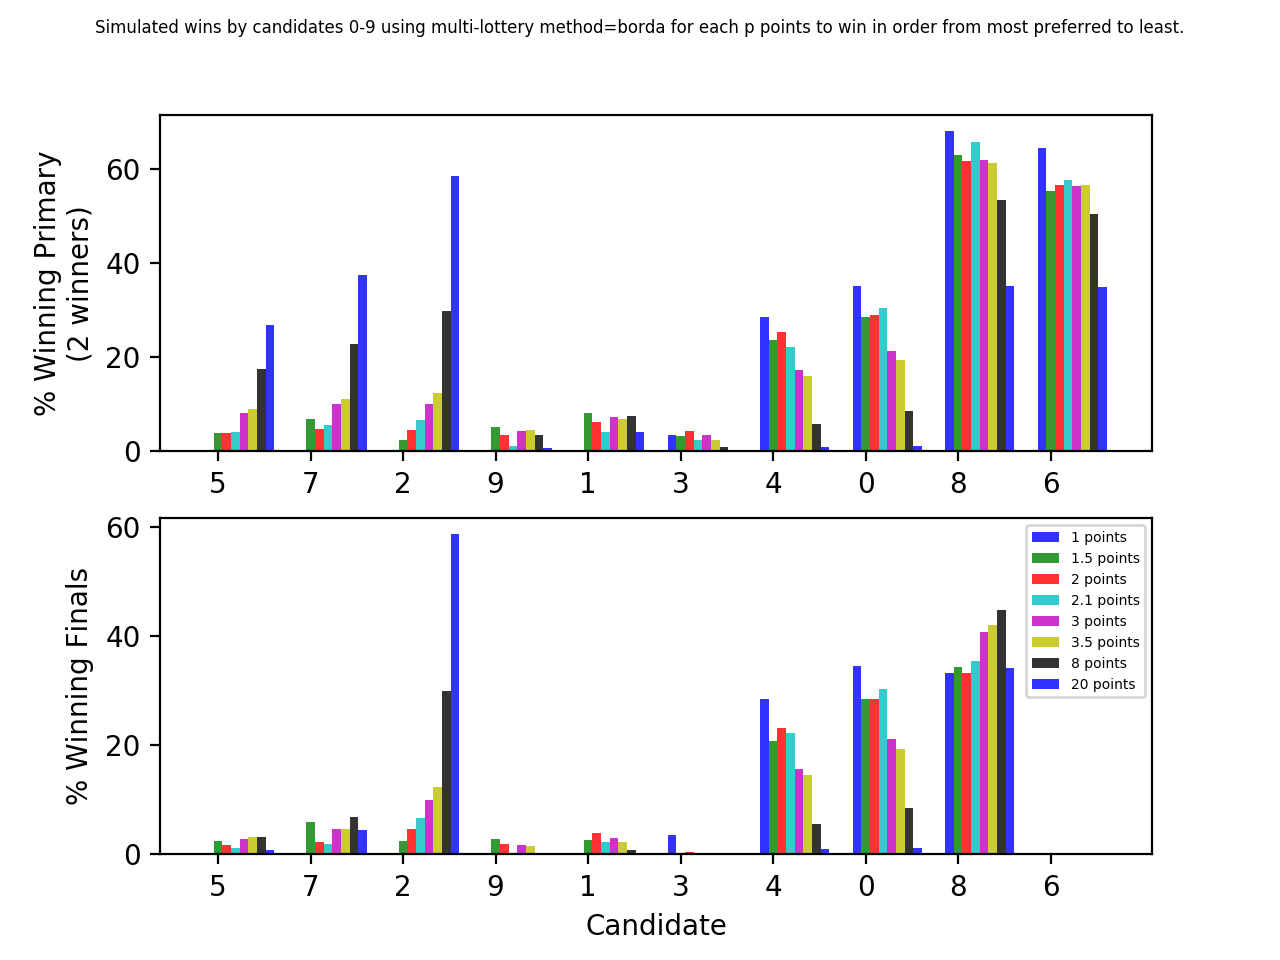 Simulated wins by candidates 0-9 using multi-lottery method=borda for each p points to win in order from most preferred to least.
% Winning Primary
(2 winners)
60
40
20
0
5 7 2 9 1 3 4 0 8 6
% Winning Finals
60
40
20
0
1 points
1.5 points
2 points
2.1 points
3 points
3.5 points
8 points
20 points
5 7 2 9 1 3 4 0 8 6
Candidate